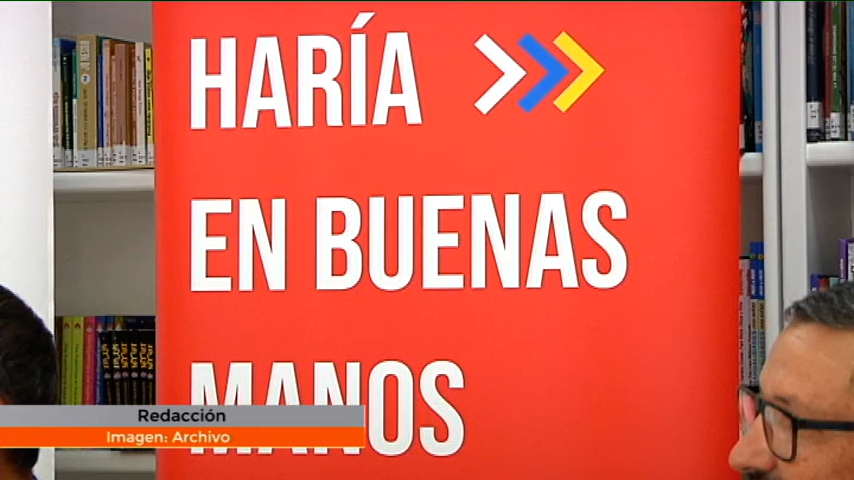 HARÍA
EN BUENAS
MANOS
Redacción
Imagen: Archivo